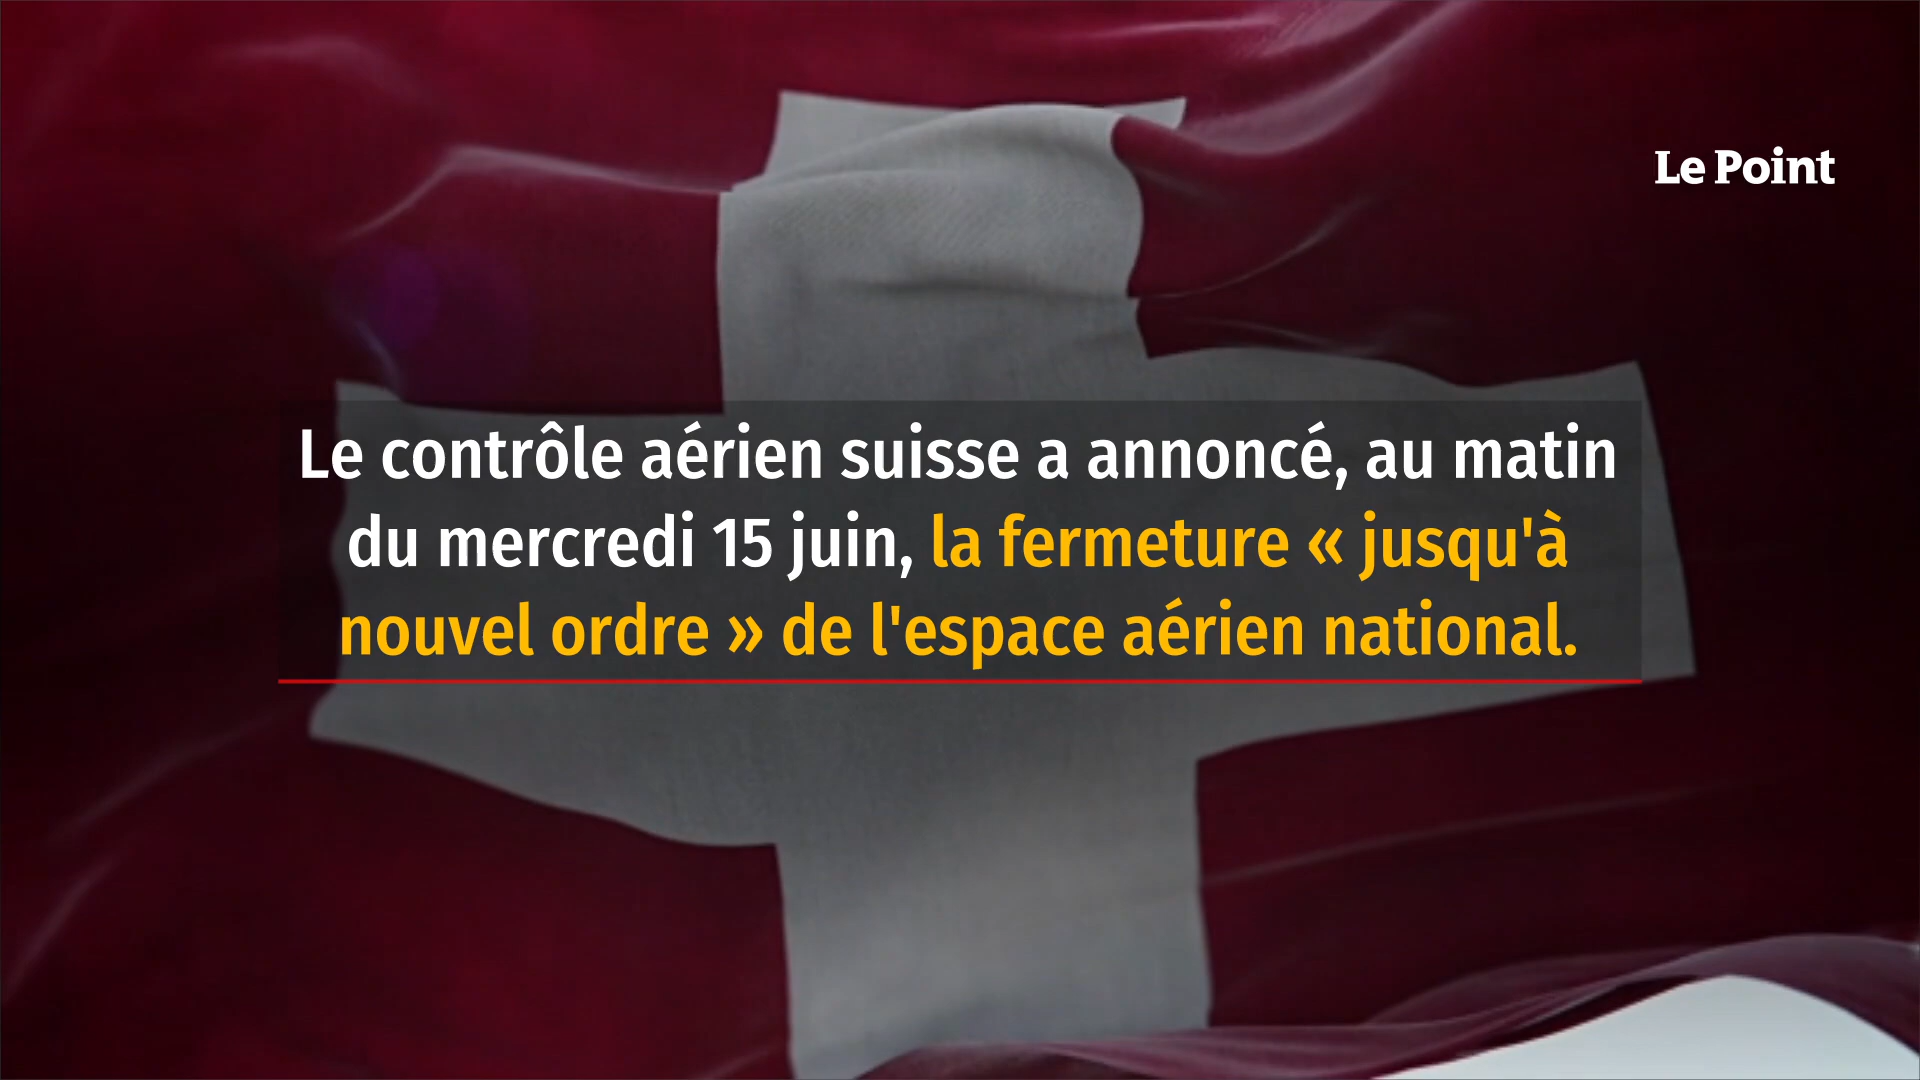 Le Point
Le contrôle aérien suisse a annoncé, au matin
du mercredi 15 juin, la fermeture « jusqu'à
nouvel ordre » de l'espace aérien national.